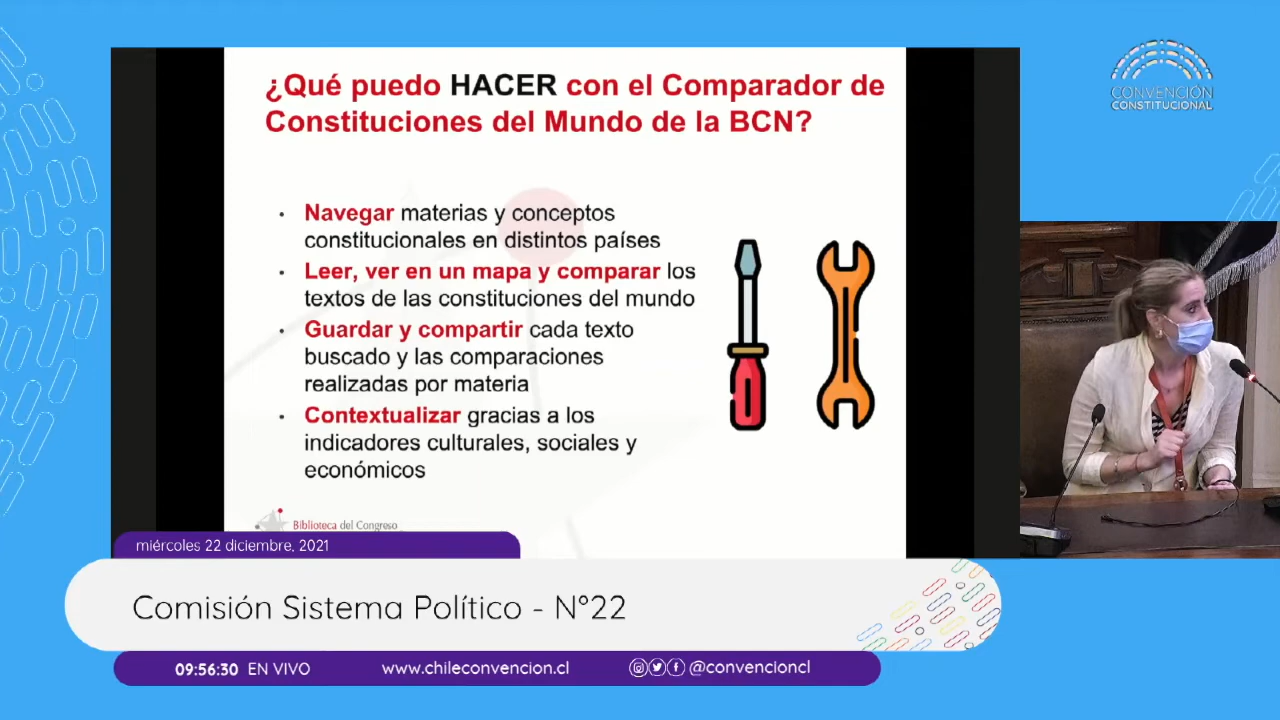 ¿Qué puedo HACER con el Comparador de
Constituciones del Mundo de la BCN?
• Navegar materias y conceptos
constitucionales en distintos países
• Leer, ver en un mapa y comparar los
textos de las constituciones del mundo
• Guardar y compartir cada texto
buscado y las comparaciones
realizadas por materia
• Contextualizar gracias a los
indicadores culturales, sociales y
económicos
Biblioteca del Congreso
CONVENCIÓN
CONSTITUCIONAL
miércoles 22 diciembre, 2021
Comisión Sistema Político - N°22
09:56:30 EN VIVO
www.chileconvencion.cl
@convencioncl